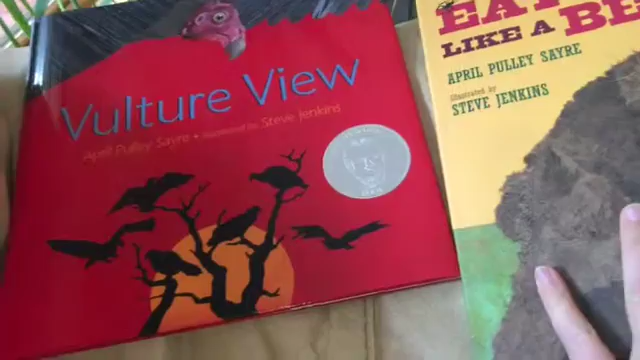 Vulture View
April Pulley Sayre • Illustrated by Steve Jenkins
EAT
LIKE A BE
APRIL PULLEY SAYRE
Illustrated by
STEVE JENKINS